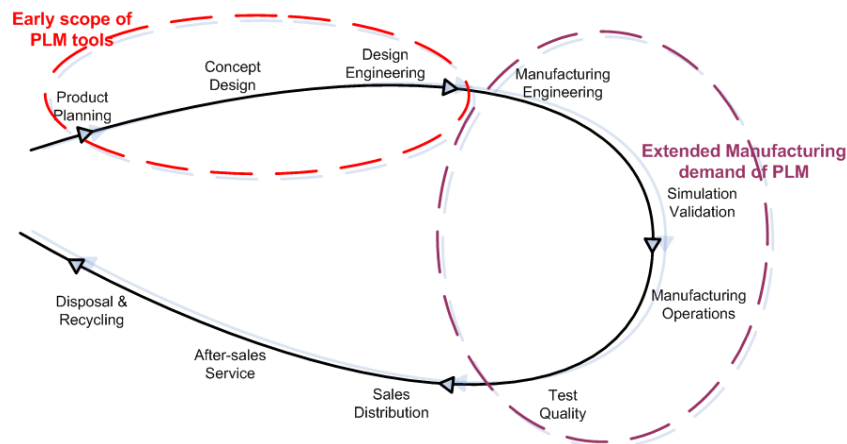 Early scope of
PLM tools
Product
Planning
Concept
Design
Design
Engineering
Manufacturing
Engineering
Extended Manufacturing
demand of PLM
Simulation
Validation
Manufacturing
Operations
Test
Quality
Sales
Distribution
After-sales
Service
Disposal &
Recycling